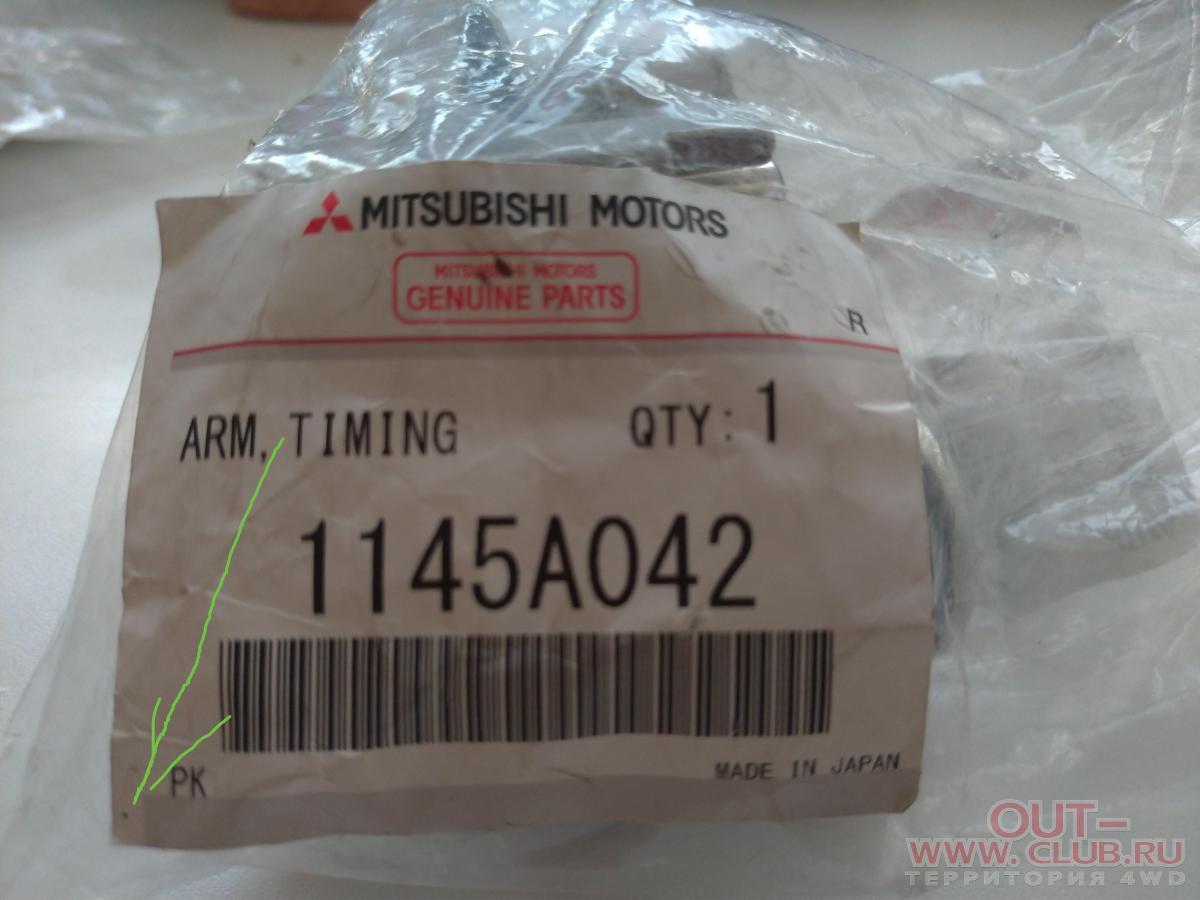 MITSUBISHI MOTORS
MITSUBISHI MOTORS
GENUINE PARTS
R
ARM, TIMING QTY: 1
1145A042
PK MADE IN JAPAN
OUT-
WWW.CLUB.RU
ТЕРРИТОРИЯ 4WD